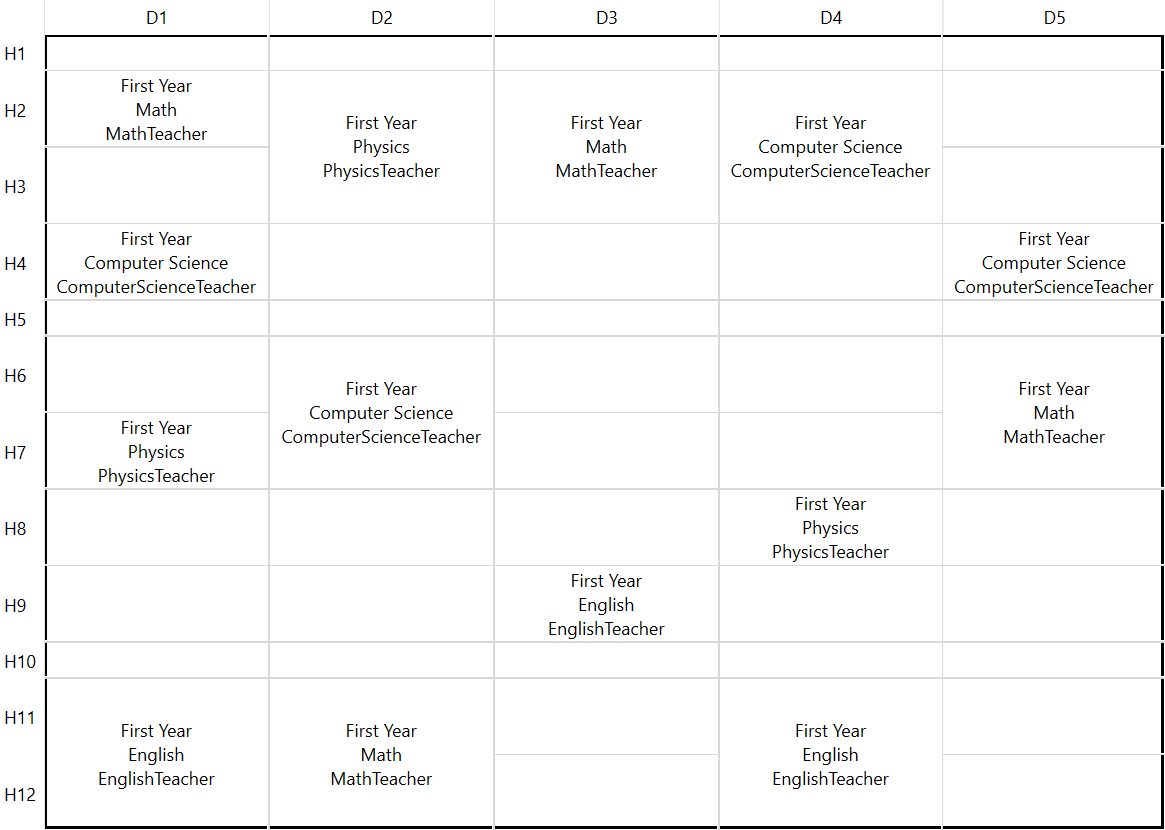 D1 D2 D3 D4 D5
H1
H2
First Year
Math
MathTeacher
First Year
Physics
PhysicsTeacher
First Year
Math
MathTeacher
First Year
Computer Science
ComputerScienceTeacher
H3
H4
First Year
Computer Science
ComputerScienceTeacher
First Year
Computer Science
ComputerScienceTeacher
H5
H6
First Year
Computer Science
ComputerScienceTeacher
First Year
Math
MathTeacher
H7
First Year
Physics
PhysicsTeacher
H8
First Year
Physics
PhysicsTeacher
H9
First Year
English
EnglishTeacher
H10
H11
First Year
English
EnglishTeacher
First Year
Math
MathTeacher
First Year
English
EnglishTeacher
H12